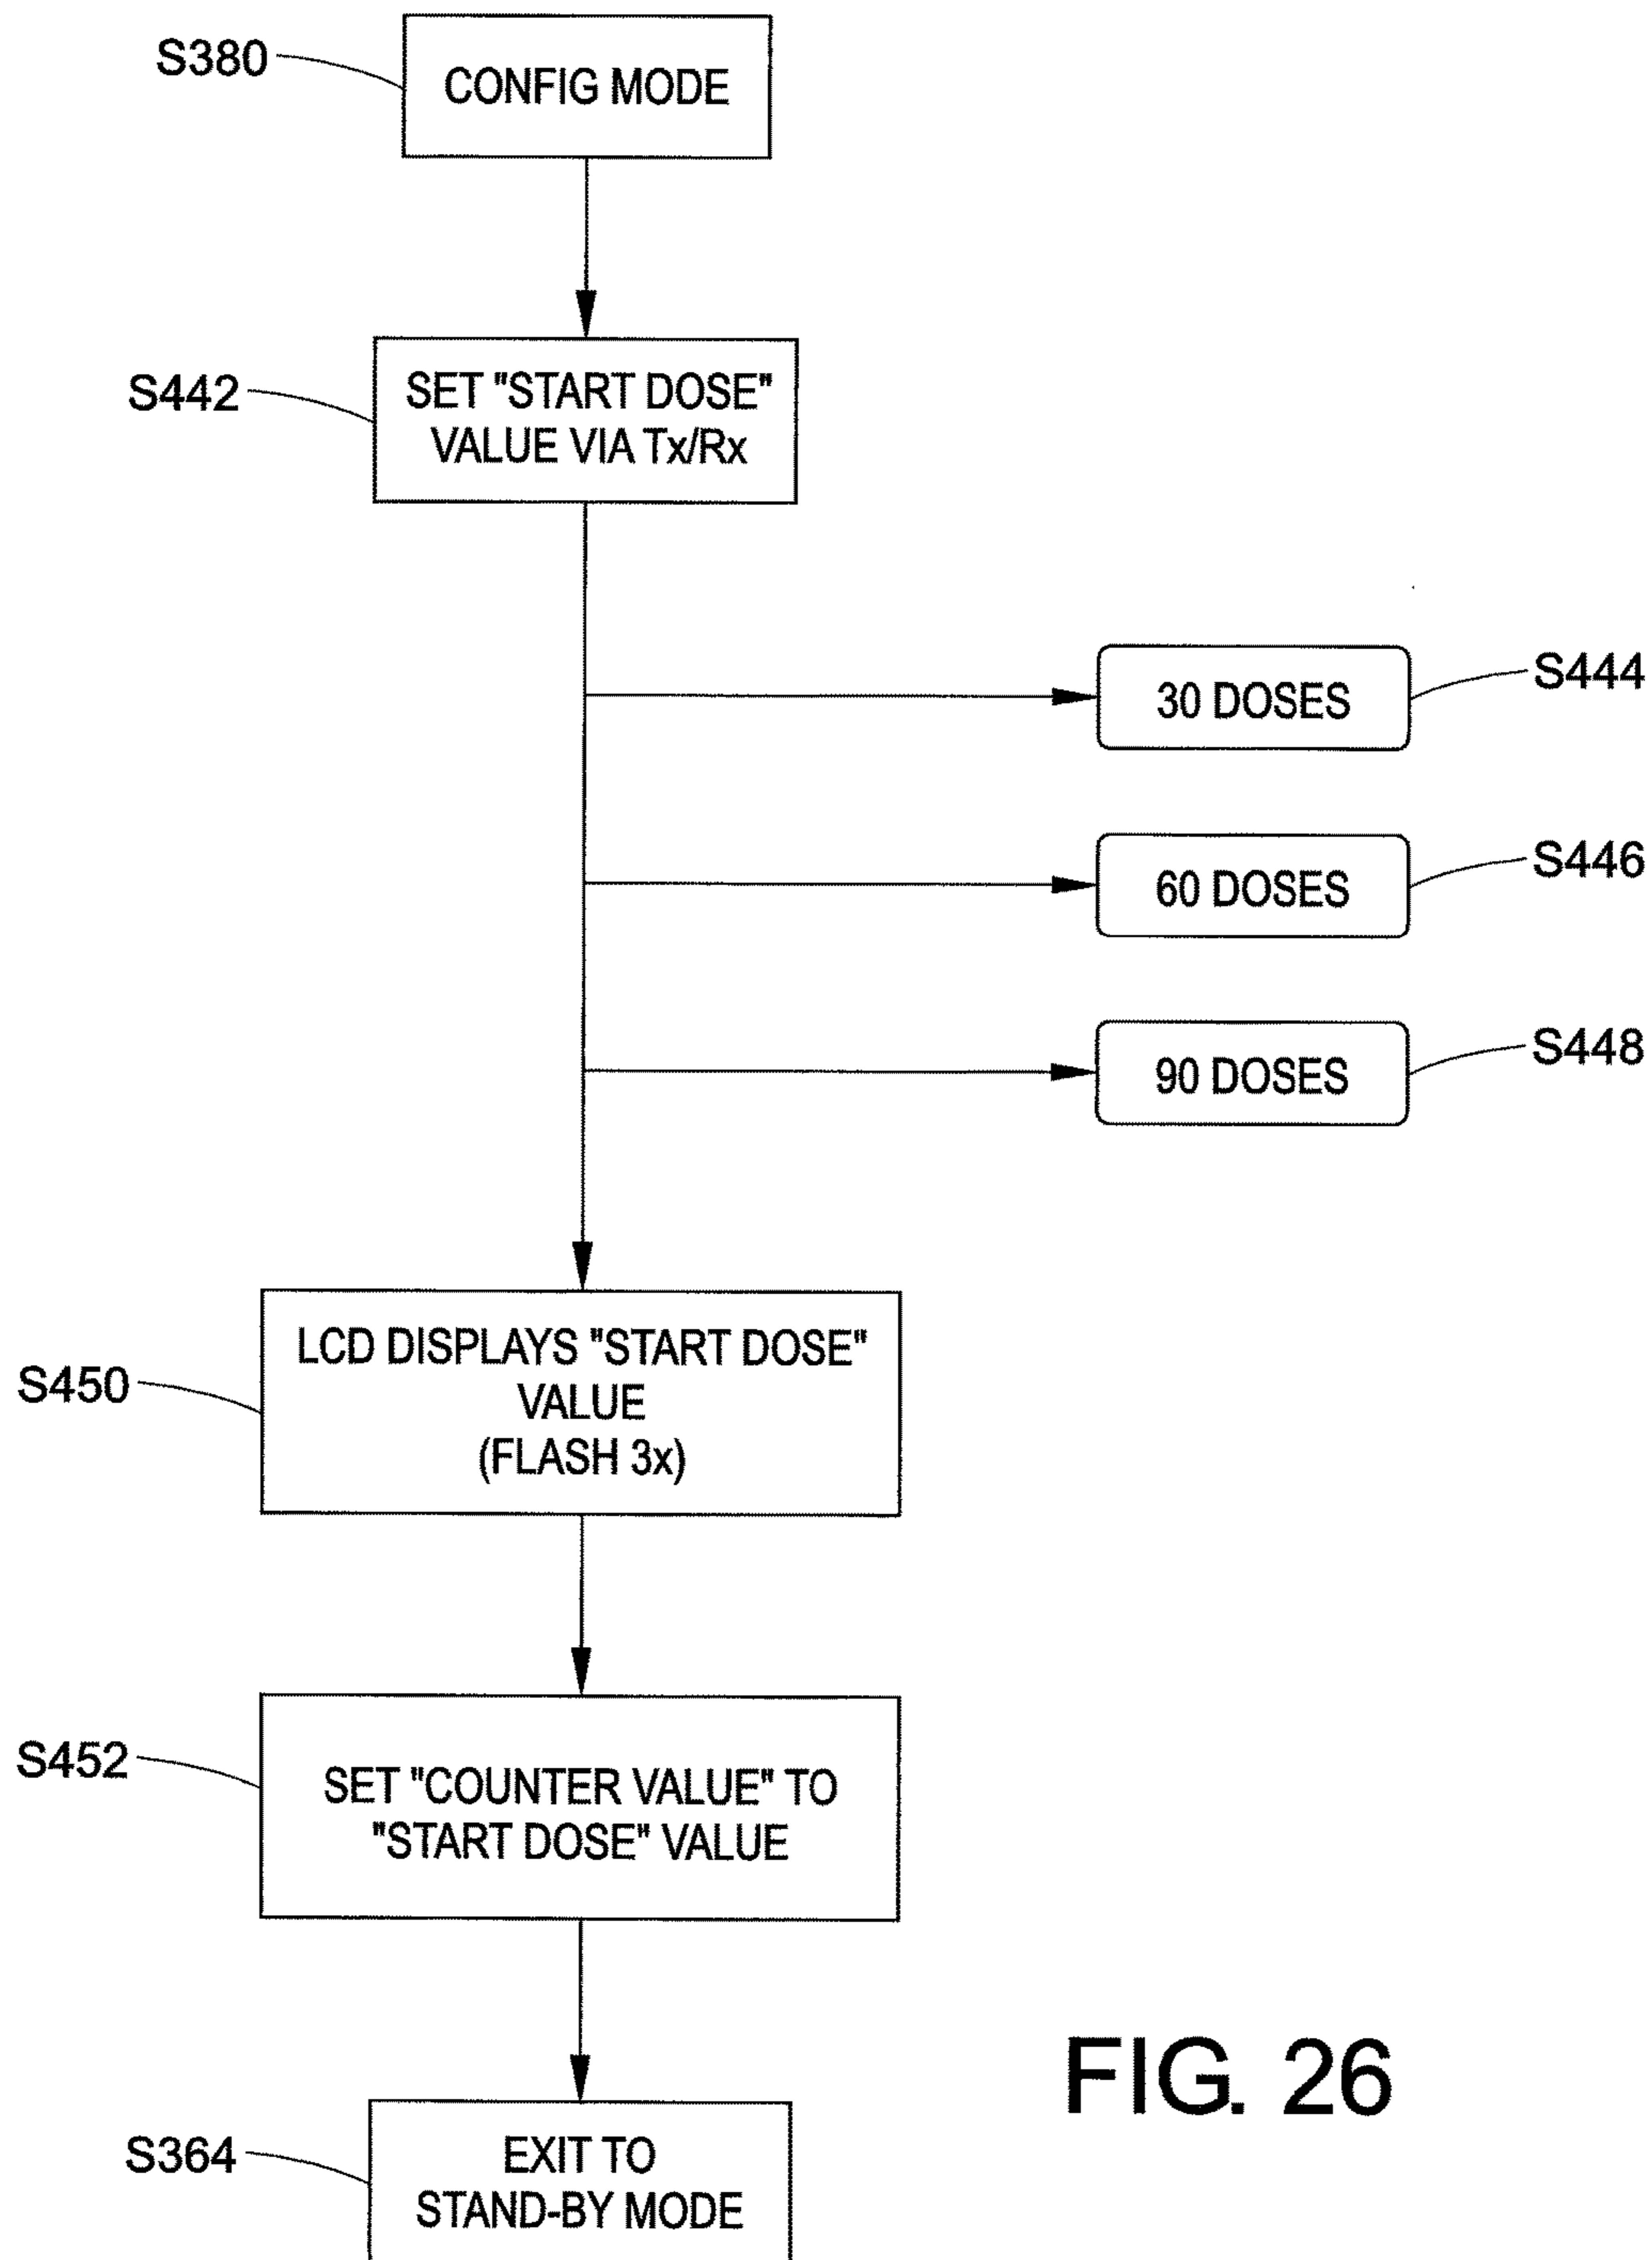 S380
CONFIG MODE
S442
SET "START DOSE"
VALUE VIA Tx/Rx
30 DOSES
S444
60 DOSES
S446
90 DOSES
S448
S450
LCD DISPLAYS "START DOSE"
VALUE
(FLASH 3x)
S452
SET "COUNTER VALUE" TO
"START DOSE" VALUE
S364
EXIT TO
STAND-BY MODE
FIG. 26